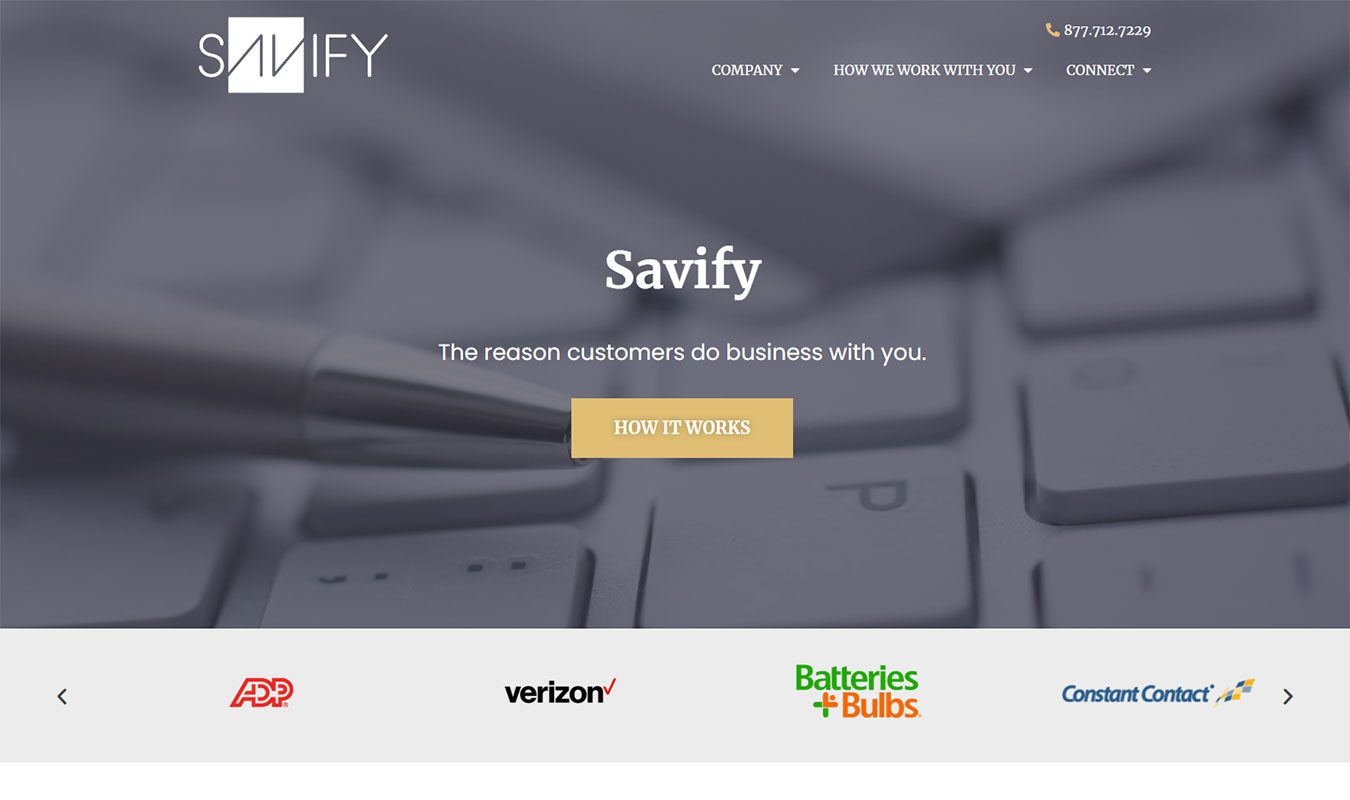 SAVIFY
877.712.7229
COMPANY
HOW WE WORK WITH YOU
CONNECT
Savify
The reason customers do business with you.
HOW IT WORKS
P
ADP
verizon
Batteries
+Bulbs
Constant Contact